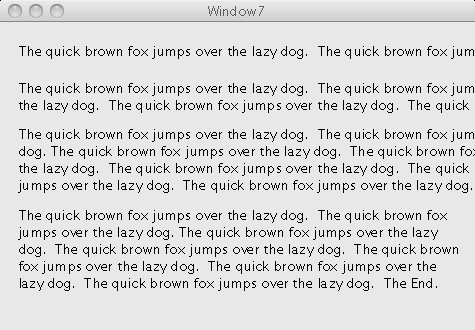 Window7
The quick brown fox jumps over the lazy dog.  The quick brown fox jum
The quick brown fox jumps over the lazy dog.  The quick brown fox jumps over
the lazy dog.  The quick brown fox jumps over the lazy dog.  The quick
The quick brown fox jumps over the lazy dog.  The quick brown fox jum
dog. The quick brown fox jumps over the lazy dog.  The quick brown fox
the lazy dog.  The quick brown fox jumps over the lazy dog.  The quick
jumps over the lazy dog.  The quick brown fox jumps over the lazy dog.
The quick brown fox jumps over the lazy dog.  The quick brown fox
jumps over the lazy dog. The quick brown fox jumps over the lazy
dog.  The quick brown fox jumps over the lazy dog.  The quick brown
fox jumps over the lazy dog.  The quick brown fox jumps over the
lazy dog.  The quick brown fox jumps over the lazy dog.  The End.